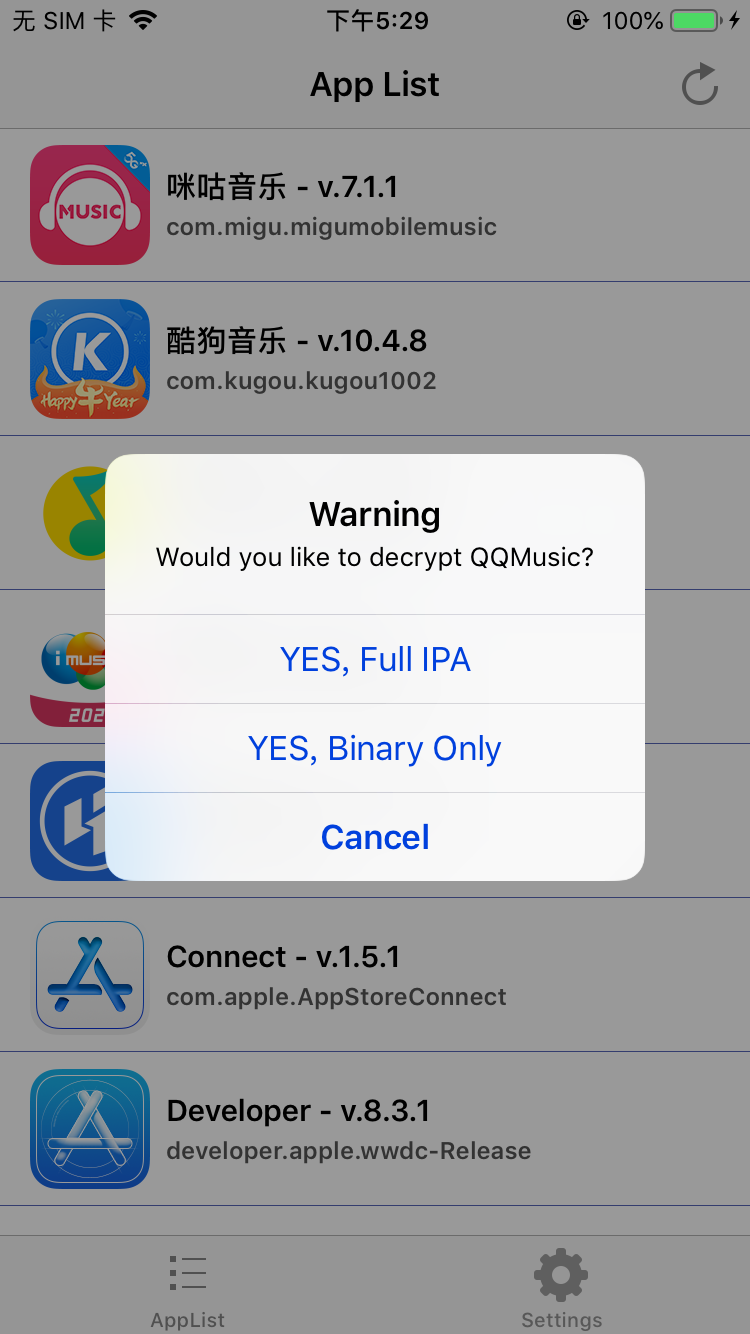 无 SIM 卡
下午5:29
100%
App List
5G
MUSIC
咪咕音乐 - v.7.1.1
com.migu.migumobilemusic
K
酷狗音乐 - v.10.4.8
Happy 牛 Year
com.kugou.kugou1002
Warning
Would you like to decrypt QQMusic?
YES, Full IPA
i mus
202
YES, Binary Only
Cancel
Connect - v.1.5.1
com.apple.AppStoreConnect
Developer - v.8.3.1
developer.apple.wwdc-Release
AppList
Settings